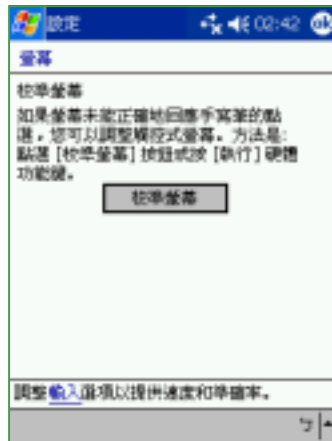 設定 02:42 ok
螢幕
校準螢幕
如果螢幕未能正確地回應手寫筆的點
選，您可以調整觸控式螢幕。方法是:
點選 [校準螢幕] 按鈕或按 [執行] 硬體
功能鍵。
校準螢幕
調整輸入選項以提供速度和準確率。
ㄅ